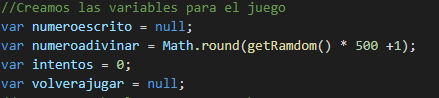 //Creamos las variables para el juego
var numeroescrito = null;
var numeroadivinar = Math.round(getRamdom() * 500 +1);
var intentos = 0;
var volverajugar = null;